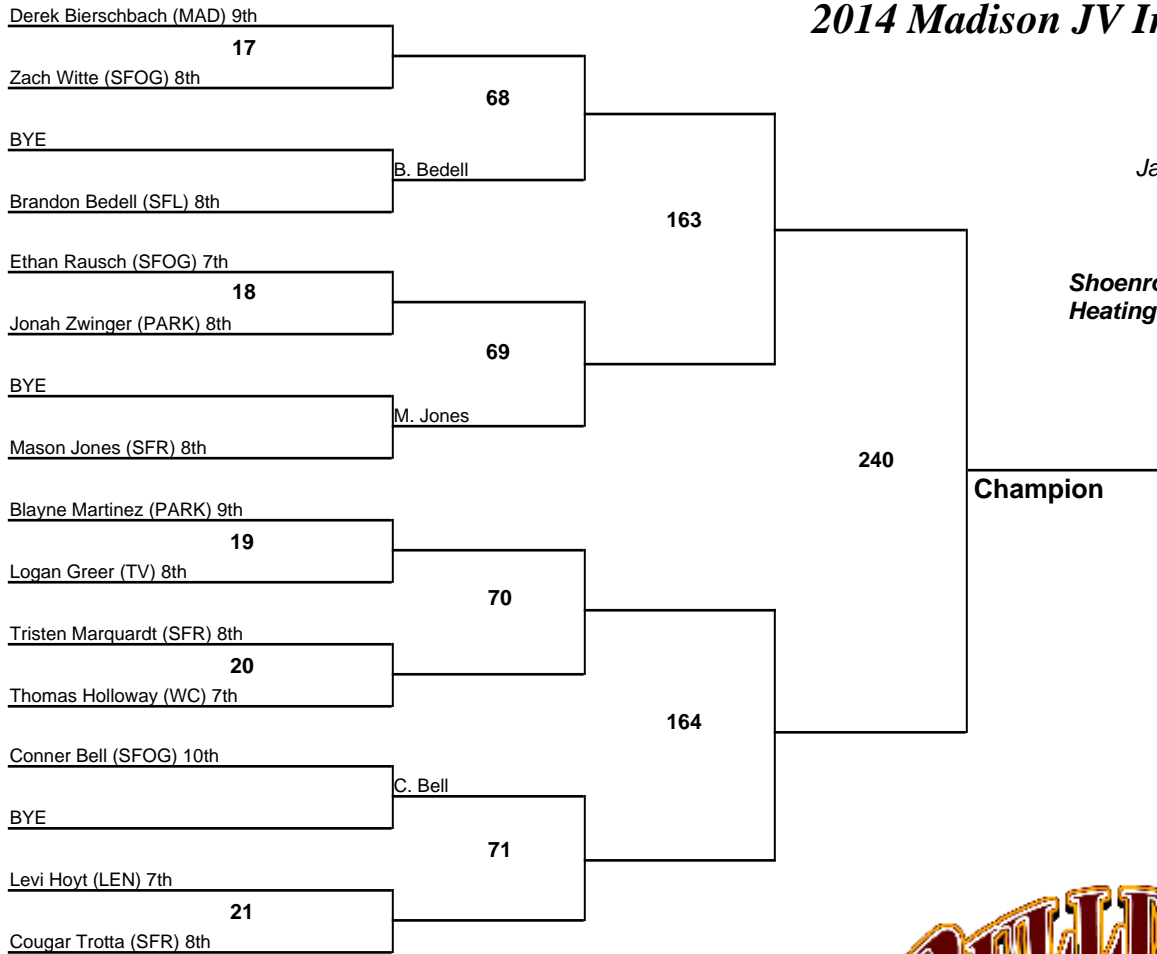 2014 Madison JV
Derek Bierschbach (MAD) 9th
17
Zach Witte (SFOG) 8th
68
BYE
B. Bedell
Brandon Bedell (SFL) 8th
163
Ethan Rausch (SFOG) 7th
18
Jonah Zwinger (PARK) 8th
Heating
69
BYE
M. Jones
Mason Jones (SFR) 8th
240
Champion
Blayne Martinez (PARK) 9th
19
Logan Greer (TV) 8th
70
Tristen Marquardt (SFR) 8th
20
Thomas Holloway (WC) 7th
164
Conner Bell (SFOG) 10th
C. Bell
BYE
71
Levi Hoyt (LEN) 7th
21
Cougar Trotta (SFR) 8th